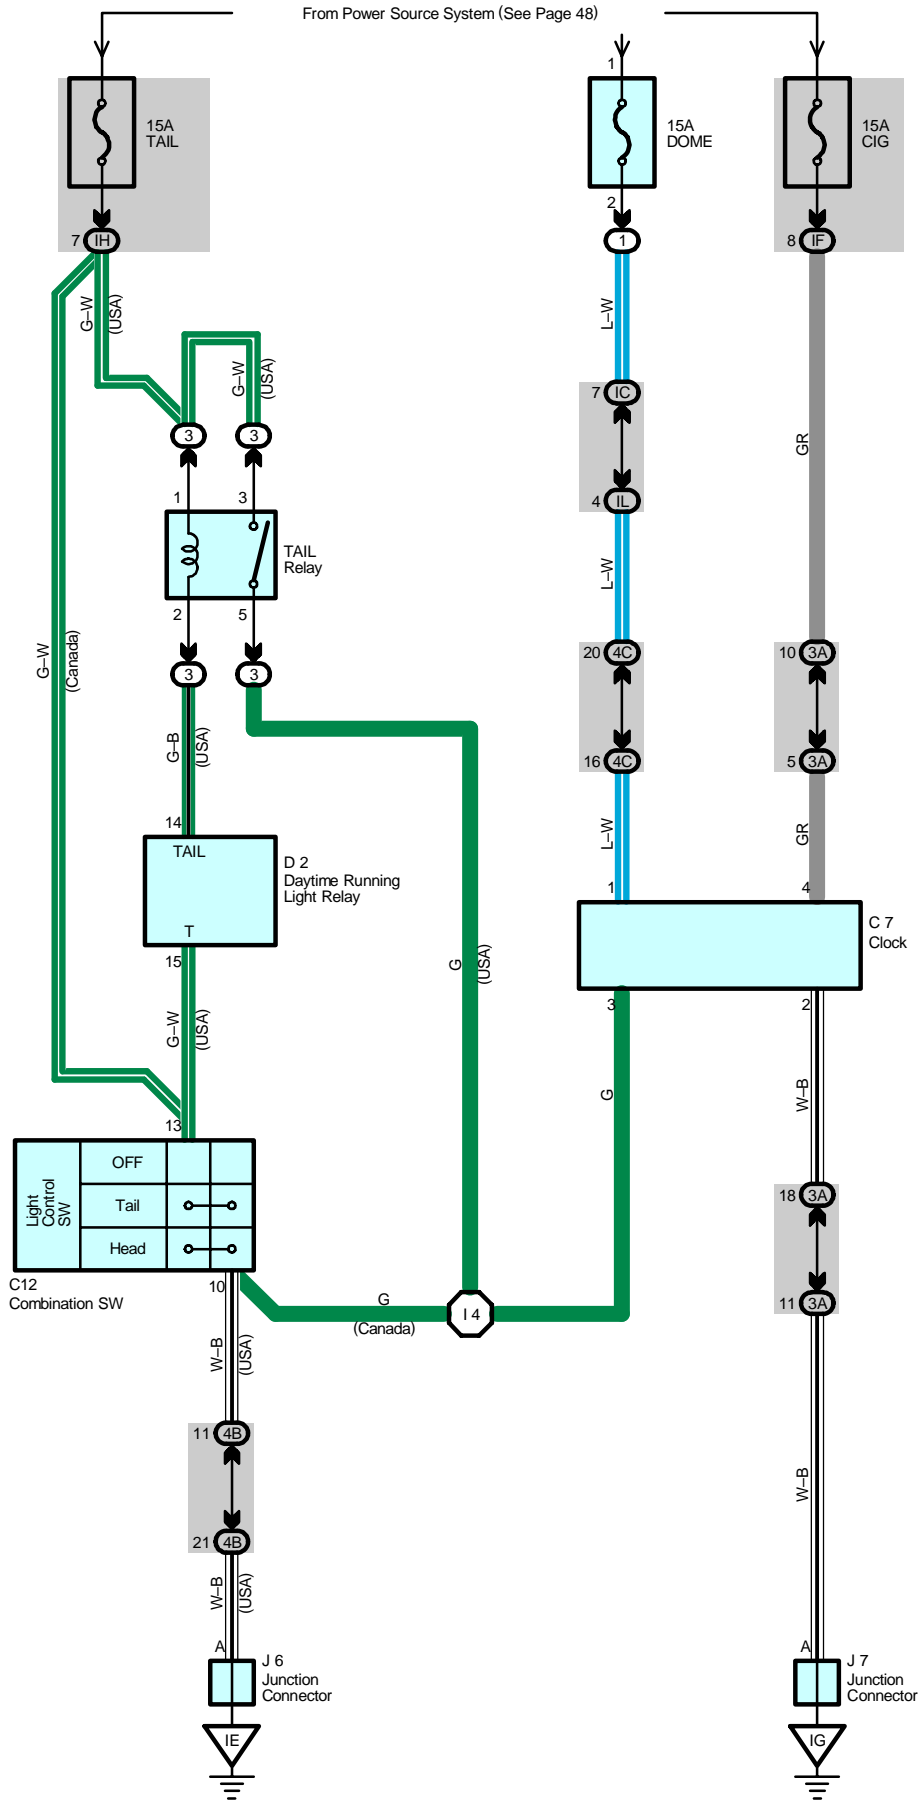 From Power Source System (See Page 48)
1
15A
TAIL
15A
DOME
15A
CIG
2
7 IH
1
8 IF
G–W
(USA)
L–W
G–W
(USA)
7 IC
GR
3
3
1
3
4 IL
TAIL
Relay
L–W
2
5
G–W
(Canada)
20 4C
10 3A
3
3
G–B
(USA)
16 4C
5 3A
14
L–W
GR
TAIL
D 2
Daytime Running
Light Relay
1
4
T
C 7
Clock
15
G
(USA)
3
2
G–W
(USA)
G
W–B
13
Light
Control
SW
OFF
Tail
Head
18 3A
C12
Combination SW
10
G
(Canada)
I 4
11 3A
W–B
(USA)
11 4B
W–B
21 4B
W–B
(USA)
A
J 6
Junction
Connector
A
J 7
Junction
Connector
IE
IG